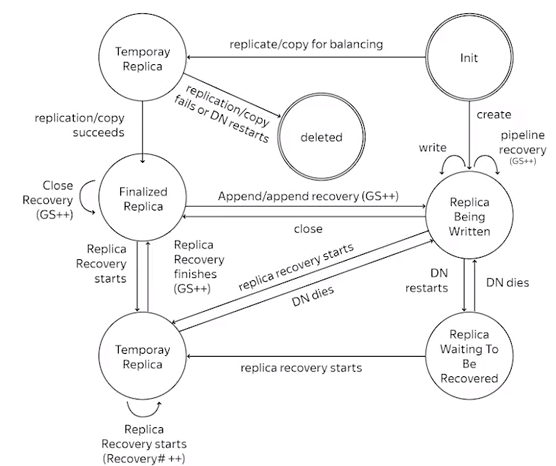 Temporay
Replica
replicate/copy for balancing
Init
replication/copy
fails or DN restarts
deleted
replication/copy
succeeds
create
write
pipeline
recovery
(GS++)
Close
Recovery
(GS++)
Finalized
Replica
Append/append recovery (GS++)
close
Replica
Being
Written
Replica
Recovery
starts
Replica
Recovery
finishes
(GS++)
replica recovery starts
DN dies
DN
restarts
DN dies
Temporay
Replica
replica recovery starts
Replica
Waiting To
Be
Recovered
Replica
Recovery starts
(Recovery# ++)